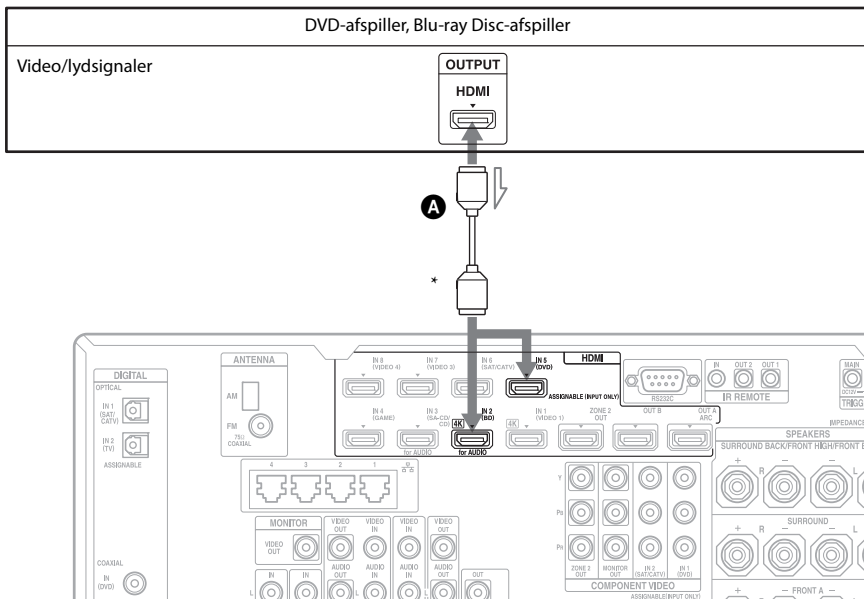 DVD-afspiller, Blu-ray Disc-afspiller
Video/lydsignaler
OUTPUT
HDMI
A
*
DIGITAL
OPTICAL
IN 1
(SAT/
CATV)
IN 2
(TV)
ASSIGNABLE
COAXIAL
IN
(DVD)
ANTENNA
AM
FM
75Ω
COAXIAL
IN 8
(VIDEO 4)
IN 7
(VIDEO 3)
IN 6
(SAT/CATV)
IN 5
(DVD)
HDMI
ASSIGNABLE (INPUT ONLY)
IN 4
(GAME)
IN 3
(SA-CD/
CD)
4K
IN 2
(BD)
4K
IN 1
(VIDEO 1)
ZONE 2
OUT
OUT B
OUT A
ARC
for AUDIO
for AUDIO
RS232C
IN
OUT 2
OUT 1
IR REMOTE
MAIN
DC12V
TRIGG
IMPEDANCE
SPEAKERS
SURROUND BACK/FRONT HIGH/FRONT
+
–
–
R
L
+
R
–
SURROUND
–
L
+
–
FRONT A
–
4
3
2
1
MONITOR
VIDEO
OUT
VIDEO
OUT
VIDEO
IN
VIDEO
IN
VIDEO
OUT
IN
IN
AUDIO
OUT
AUDIO
IN
AUDIO
IN
AUDIO
OUT
OUT
L
L
L
Y
PB
PR
ZONE 2
OUT
MONITOR
OUT
IN 2
(SAT/CATV)
IN 1
(DVD)
COMPONENT VIDEO
ASSIGNABLE(INPUT ONLY)